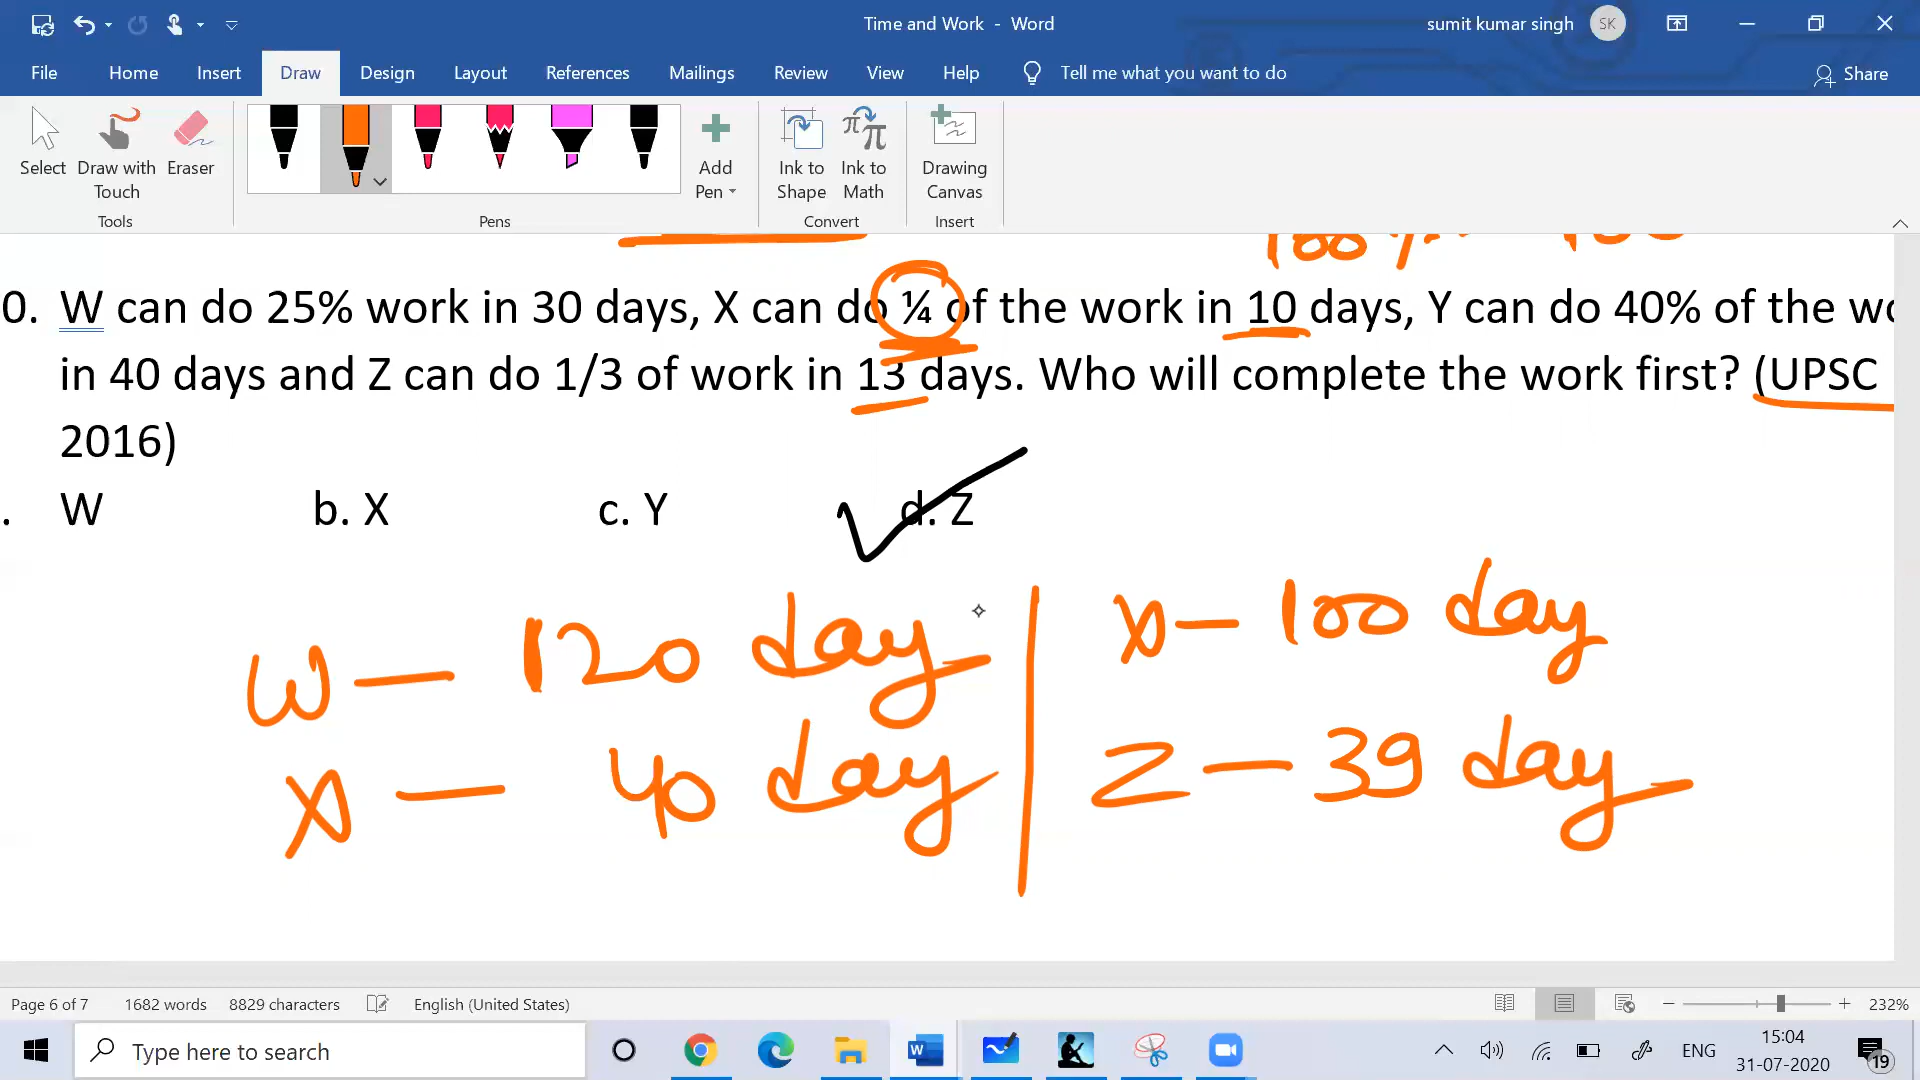 Time and Work - Word
sumit kumar singh
SK
File Home Insert Draw Design Layout References Mailings Review View Help Tell me what you want to do Share
Select
Draw with Touch
Eraser
Tools
Pens
Add Pen
Ink to Shape
Ink to Math
Convert
Drawing Canvas
Insert
0. W can do 25% work in 30 days, X can do ¼ of the work in 10 days, Y can do 40% of the wo
in 40 days and Z can do 1/3 of work in 13 days. Who will complete the work first? (UPSC
2016)
. W b. X c. Y d. Z
W — 120 day
X — 40 day
X — 100 day
Z — 39 day
Page 6 of 7 1682 words 8829 characters English (United States) 232%
Type here to search
ENG
15:04
31-07-2020
19